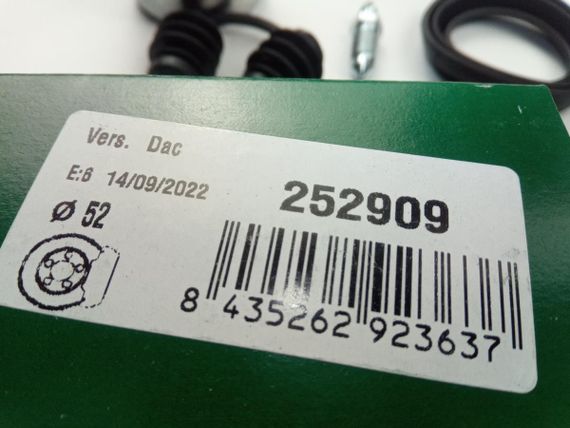 Vers. Dac
E:6 14/09/2022
252909
Ø 52
8 435262 923637